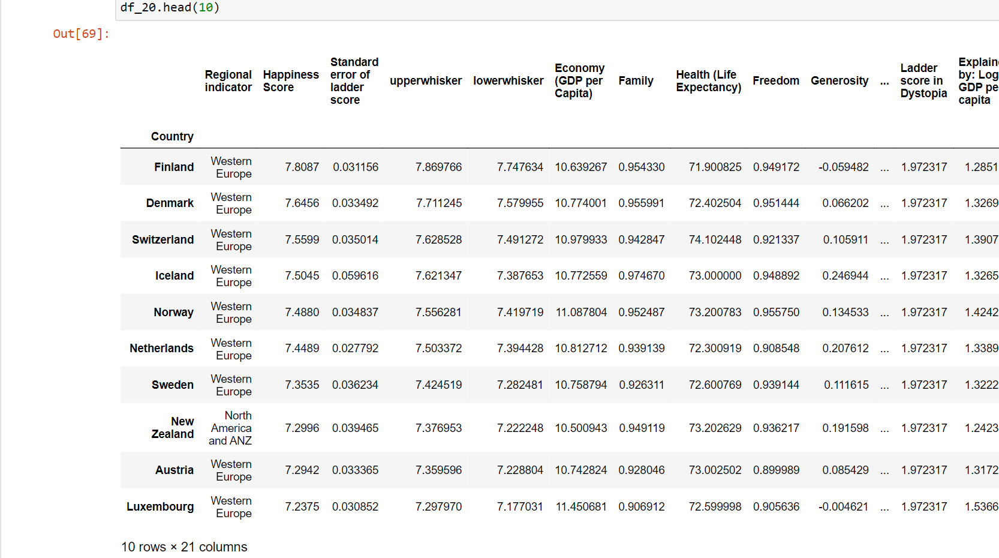 df_20.head(10)
Out[69]:
Country Regional indicator Happiness Score Standard error of ladder score upperwhisker lowerwhisker Economy (GDP per Capita) Family Health (Life Expectancy) Freedom Generosity ... Ladder score in Dystopia Explaine by: Log GDP pe capita
Finland Western Europe 7.8087 0.031156 7.869766 7.747634 10.639267 0.954330 71.900825 0.949172 -0.059482 ... 1.972317 1.2851
Denmark Western Europe 7.6456 0.033492 7.711245 7.579955 10.774001 0.955991 72.402504 0.951444 0.066202 ... 1.972317 1.3269
Switzerland Western Europe 7.5599 0.035014 7.628528 7.491272 10.979933 0.942847 74.102448 0.921337 0.105911 ... 1.972317 1.3907
Iceland Western Europe 7.5045 0.059616 7.621347 7.387653 10.772559 0.974670 73.000000 0.948892 0.246944 ... 1.972317 1.3265
Norway Western Europe 7.4880 0.034837 7.556281 7.419719 11.087804 0.952487 73.200783 0.955750 0.134533 ... 1.972317 1.4242
Netherlands Western Europe 7.4489 0.027792 7.503372 7.394428 10.812712 0.939139 72.300919 0.908548 0.207612 ... 1.972317 1.3389
Sweden Western Europe 7.3535 0.036234 7.424519 7.282481 10.758794 0.926311 72.600769 0.939144 0.111615 ... 1.972317 1.3222
New Zealand North America and ANZ 7.2996 0.039465 7.376953 7.222248 10.500943 0.949119 73.202629 0.936217 0.191598 ... 1.972317 1.2423
Austria Western Europe 7.2942 0.033365 7.359596 7.228804 10.742824 0.928046 73.002502 0.899989 0.085429 ... 1.972317 1.3172
Luxembourg Western Europe 7.2375 0.030852 7.297970 7.177031 11.450681 0.906912 72.599998 0.905636 -0.004621 ... 1.972317 1.5366
10 rows × 21 columns